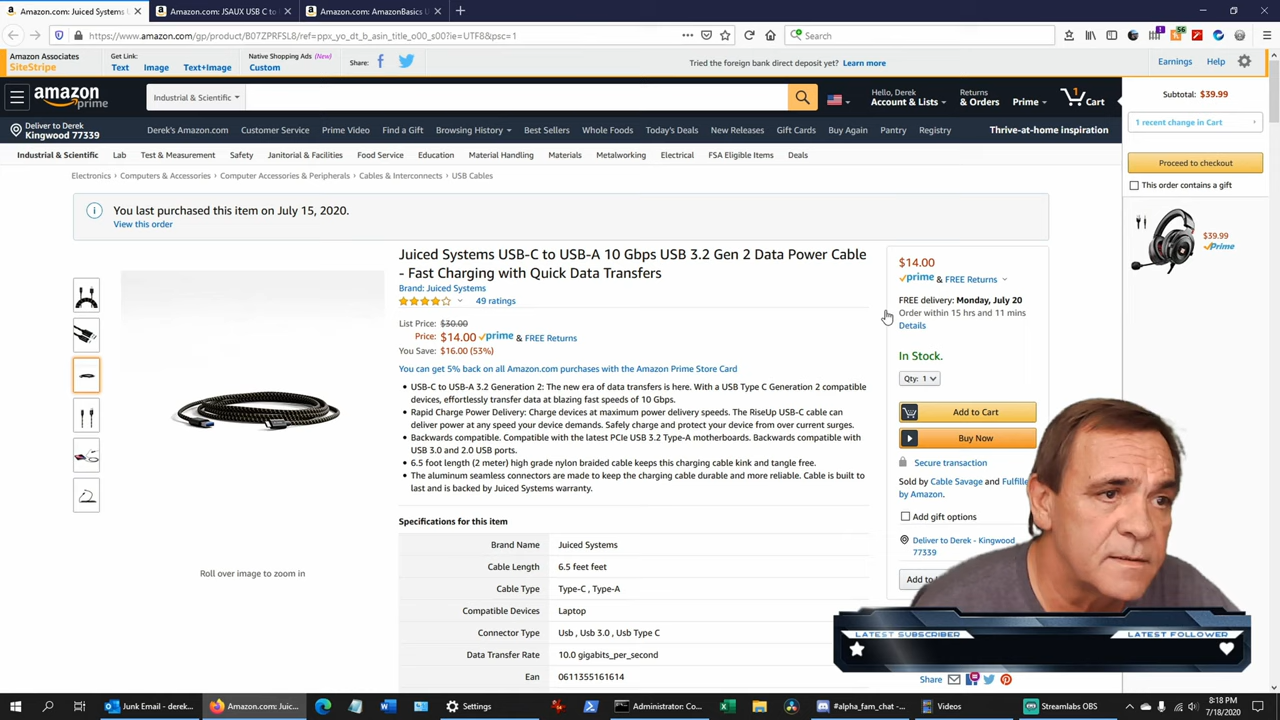 Amazon.com: Juiced Systems US
Amazon.com: JSAUX USB C to
Amazon.com: AmazonBasics U
https://www.amazon.com/gp/product/B07ZPRFSL8/ref=ppx_yo_dt_b_asin_title_o00_s00?ie=UTF8&psc=1
Search
Amazon Associates
SiteStripe
Get Link:
Text Image Text+Image
Native Shopping Ads (New)
Custom
Share:
Tried the foreign bank direct deposit yet? Learn more
Earnings Help
amazon
prime
Industrial & Scientific
Hello, Derek
Account & Lists
Returns
& Orders
Prime
1
Cart
Subtotal: $39.99
1 recent change in Cart
Proceed to checkout
This order contains a gift
$39.99
prime
Deliver to Derek
Kingwood 77339
Derek's Amazon.com Customer Service Prime Video Find a Gift Browsing History Best Sellers Whole Foods Today's Deals New Releases Gift Cards Buy Again Pantry Registry
Thrive-at-home inspiration
Industrial & Scientific Lab Test & Measurement Safety Janitorial & Facilities Food Service Education Material Handling Materials Metalworking Electrical FSA Eligible Items Deals
Electronics › Computers & Accessories › Computer Accessories & Peripherals › Cables & Interconnects › USB Cables
You last purchased this item on July 15, 2020.
View this order
Roll over image to zoom in
Juiced Systems USB-C to USB-A 10 Gbps USB 3.2 Gen 2 Data Power Cable
- Fast Charging with Quick Data Transfers
Brand: Juiced Systems
49 ratings
List Price: $30.00
Price: $14.00 prime & FREE Returns
You Save: $16.00 (53%)
You can get 5% back on all Amazon.com purchases with the Amazon Prime Store Card
• USB-C to USB-A 3.2 Generation 2: The new era of data transfers is here. With a USB Type C Generation 2 compatible
devices, effortlessly transfer data at blazing fast speeds of 10 Gbps.
• Rapid Charge Power Delivery: Charge devices at maximum power delivery speeds. The RiseUp USB-C cable can
deliver power at any speed your device demands. Safely charge and protect your device from over current surges.
• Backwards compatible. Compatible with the latest PCIe USB 3.2 Type-A motherboards. Backwards compatible with
USB 3.0 and 2.0 USB ports.
• 6.5 foot length (2 meter) high grade nylon braided cable keeps this charging cable kink and tangle free.
• The aluminum seamless connectors are made to keep the charging cable durable and more reliable. Cable is built to
last and is backed by Juiced Systems warranty.
Specifications for this item
Brand Name Juiced Systems
Cable Length 6.5 feet feet
Cable Type Type-C , Type-A
Compatible Devices Laptop
Connector Type Usb , Usb 3.0 , Usb Type C
Data Transfer Rate 10.0 gigabits_per_second
Ean 0611355161614
$14.00
prime & FREE Returns
FREE delivery: Monday, July 20
Order within 15 hrs and 11 mins
Details
In Stock.
Qty: 1
Add to Cart
Buy Now
Secure transaction
Sold by Cable Savage and Fulfille
by Amazon.
Add gift options
Deliver to Derek - Kingwood
77339
Add to
LATEST SUBSCRIBER LATEST FOLLOWER
Share
Junk Email - derek...
Amazon.com: Juic...
Settings
Administrator: Co...
#alpha_fam_chat -...
Videos
Streamlabs OBS
8:18 PM
7/18/2020